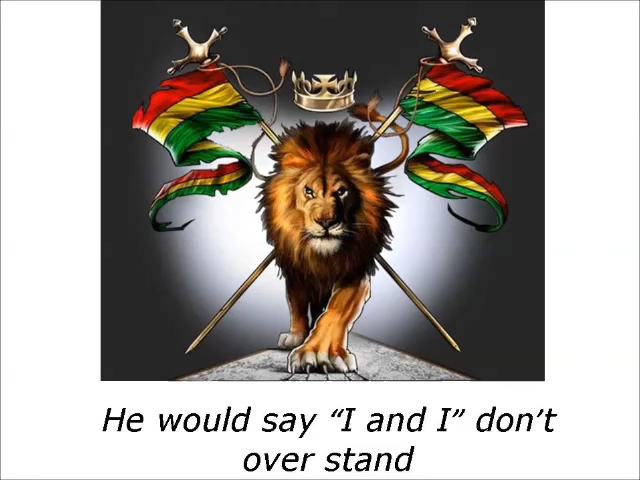 He would say “I and I” don’t
over stand